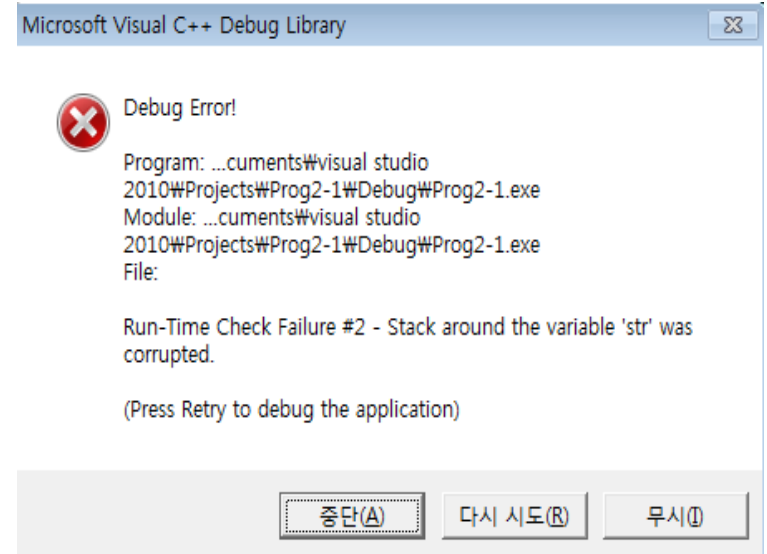 Microsoft Visual C++ Debug Library
Debug Error!
Program: ...cuments₩visual studio
2010₩Projects₩Prog2-1₩Debug₩Prog2-1.exe
Module: ...cuments₩visual studio
2010₩Projects₩Prog2-1₩Debug₩Prog2-1.exe
File:
Run-Time Check Failure #2 - Stack around the variable 'str' was
corrupted.
(Press Retry to debug the application)
중단(A) 다시 시도(R) 무시(I)